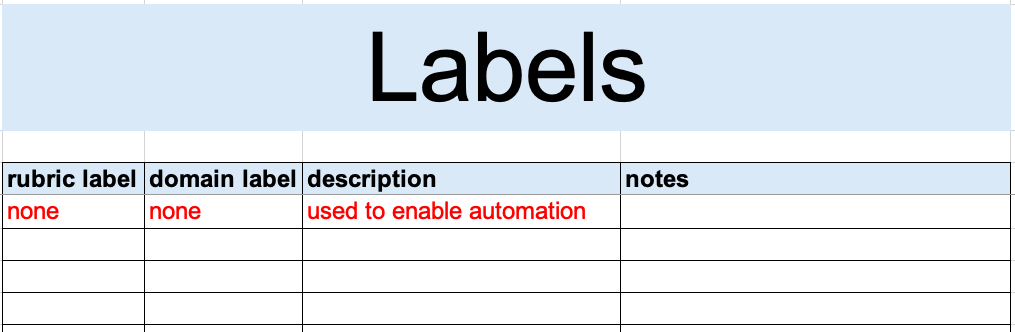 Labels
rubric label domain label description notes
none none used to enable automation